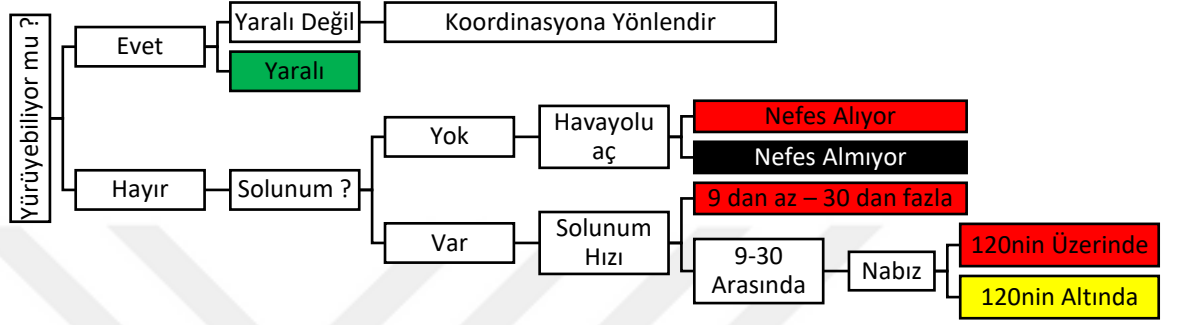 Yürüyebiliyor mu ?
Evet
Yaralı Değil
Koordinasyona Yönlendir
Yaralı
Hayır
Solunum ?
Yok
Havayolu
aç
Nefes Alıyor
Nefes Almıyor
Var
Solunum
Hızı
9 dan az – 30 dan fazla
9-30
Arasında
Nabız
120nin Üzerinde
120nin Altında